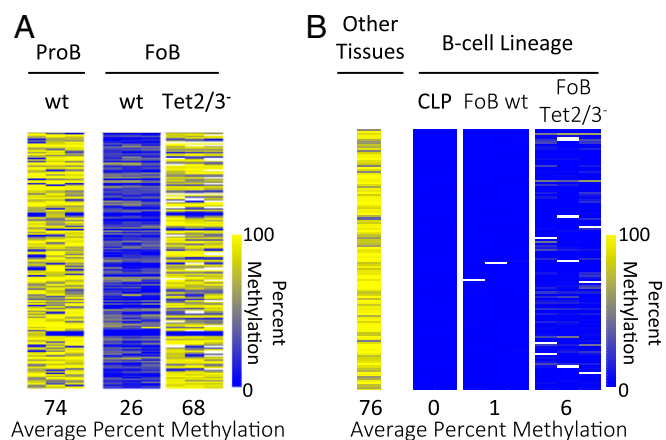 A
ProB
FoB
wt
wt
Tet2/3-
100
Percent
Methylation
0
74
26
68
Average Percent Methylation
B
Other
Tissues
B-cell Lineage
CLP
FoB wt
FoB
Tet2/3-
100
Percent
Methylation
0
76
0
1
6
Average Percent Methylation